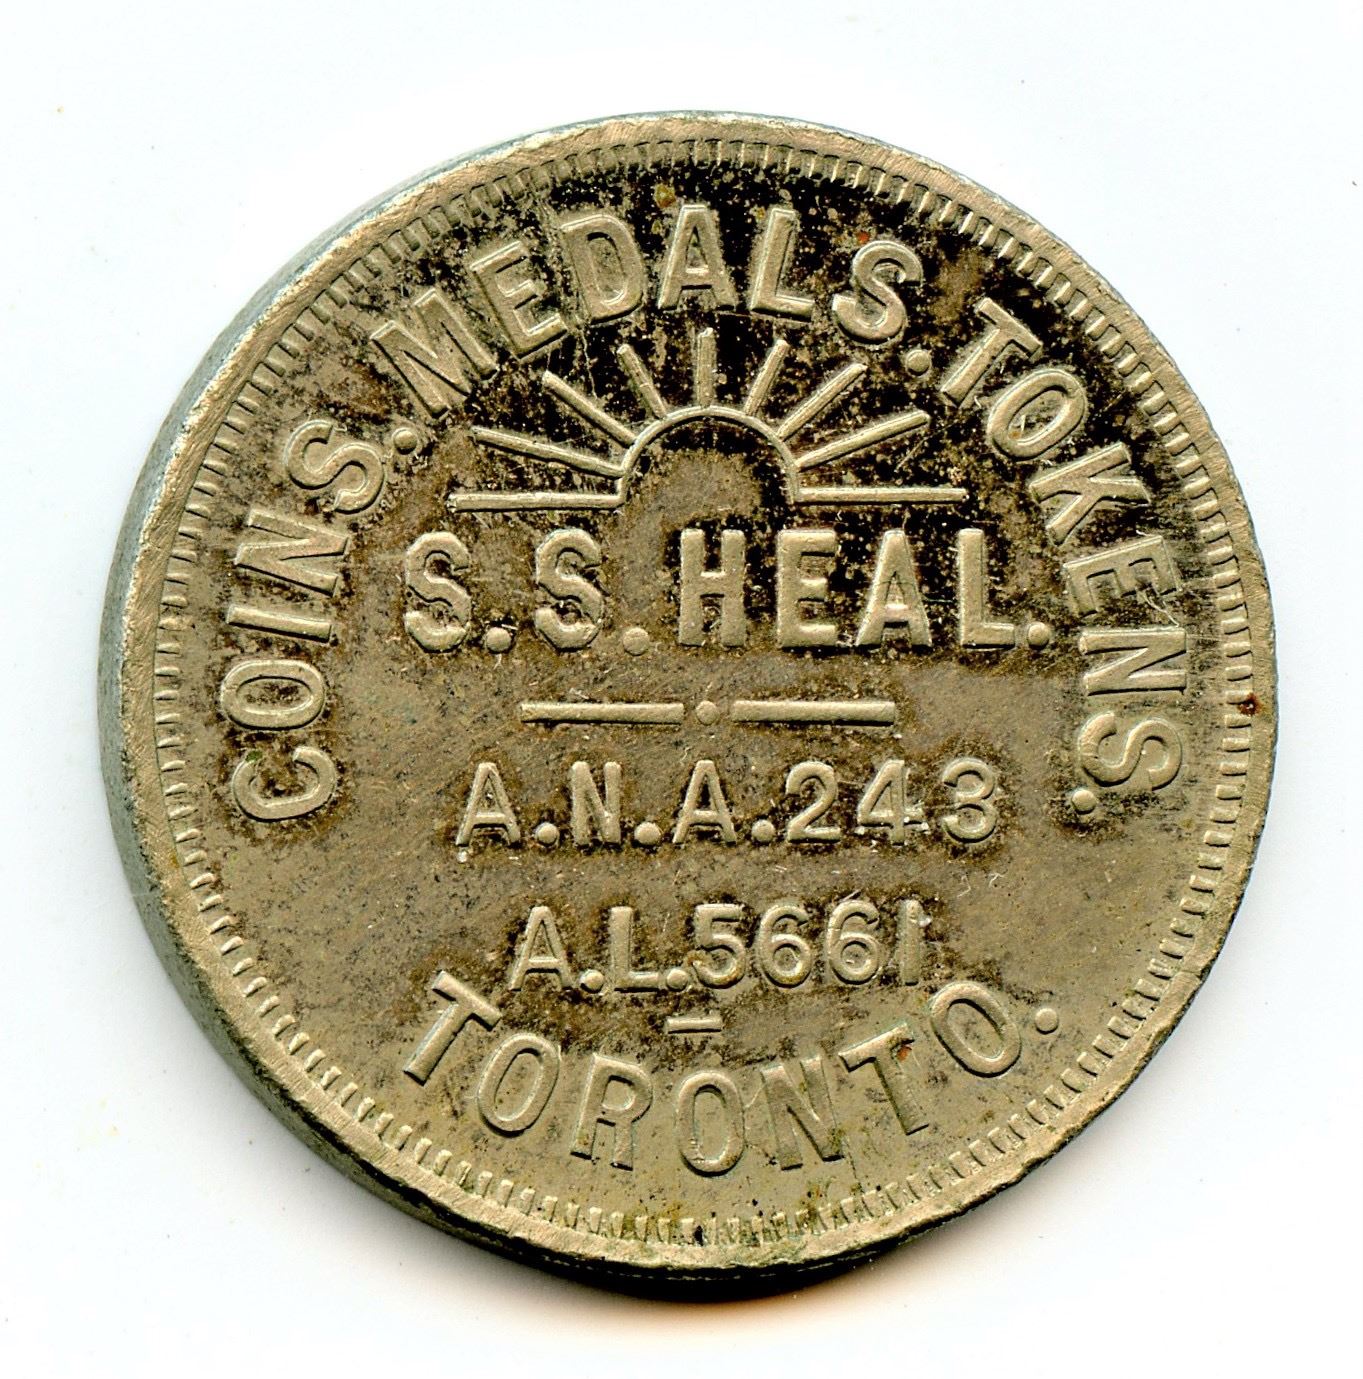 COINS. MEDALS. TOKENS.
S.S. HEAL.
A.N.A. 243
A.L. 5661
TORONTO.